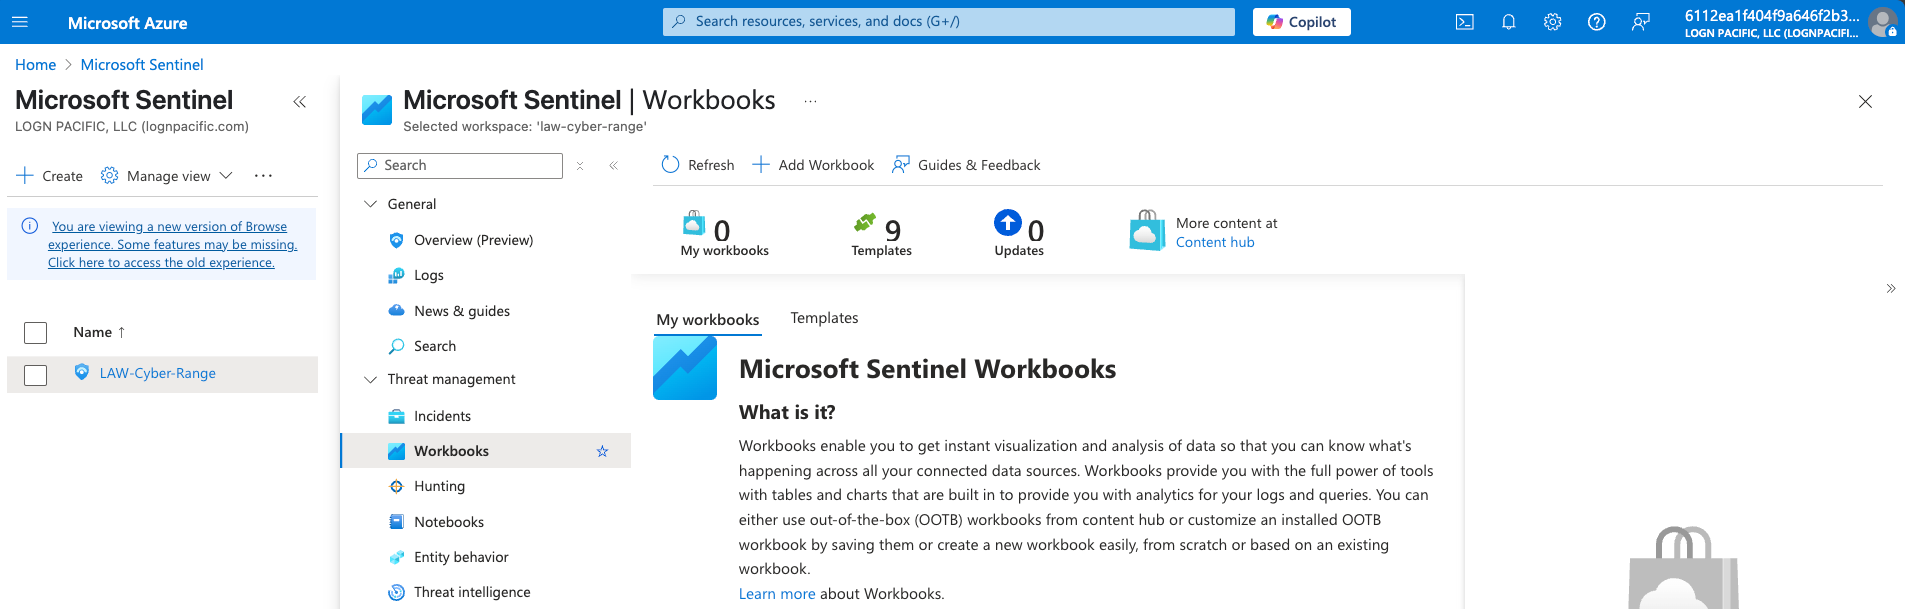 Microsoft Azure
Search resources, services, and docs (G+/)
Copilot
6112ea1f404f9a646f2b3...
LOGN PACIFIC, LLC (LOGNPACIFI...
Home > Microsoft Sentinel
Microsoft Sentinel
LOGN PACIFIC, LLC (lognpacific.com)
Create
Manage view
You are viewing a new version of Browse
experience. Some features may be missing.
Click here to access the old experience.
Name ↑
LAW-Cyber-Range
Microsoft Sentinel | Workbooks
Selected workspace: 'law-cyber-range'
Search
General
Overview (Preview)
Logs
News & guides
Search
Threat management
Incidents
Workbooks
Hunting
Notebooks
Entity behavior
Threat intelligence
Refresh
Add Workbook
Guides & Feedback
0
My workbooks
9
Templates
0
Updates
More content at
Content hub
My workbooks
Templates
Microsoft Sentinel Workbooks
What is it?
Workbooks enable you to get instant visualization and analysis of data so that you can know what's
happening across all your connected data sources. Workbooks provide you with the full power of tools
with tables and charts that are built in to provide you with analytics for your logs and queries. You can
either use out-of-the-box (OOTB) workbooks from content hub or customize an installed OOTB
workbook by saving them or create a new workbook easily, from scratch or based on an existing
workbook.
Learn more about Workbooks.